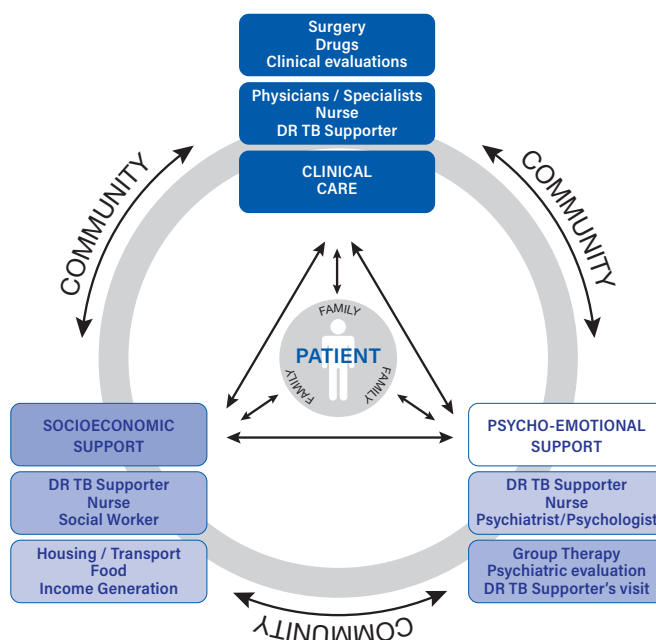 Surgery
Drugs
Clinical evaluations
Physicians / Specialists
Nurse
DR TB Supporter
CLINICAL
CARE
COMMUNITY
COMMUNITY
FAMILY
PATIENT
FAMILY
FAMILY
SOCIOECONOMIC
SUPPORT
DR TB Supporter
Nurse
Social Worker
Housing / Transport
Food
Income Generation
PSYCHO-EMOTIONAL
SUPPORT
DR TB Supporter
Nurse
Psychiatrist/Psychologist
Group Therapy
Psychiatric evaluation
DR TB Supporter's visit
COMMUNITY